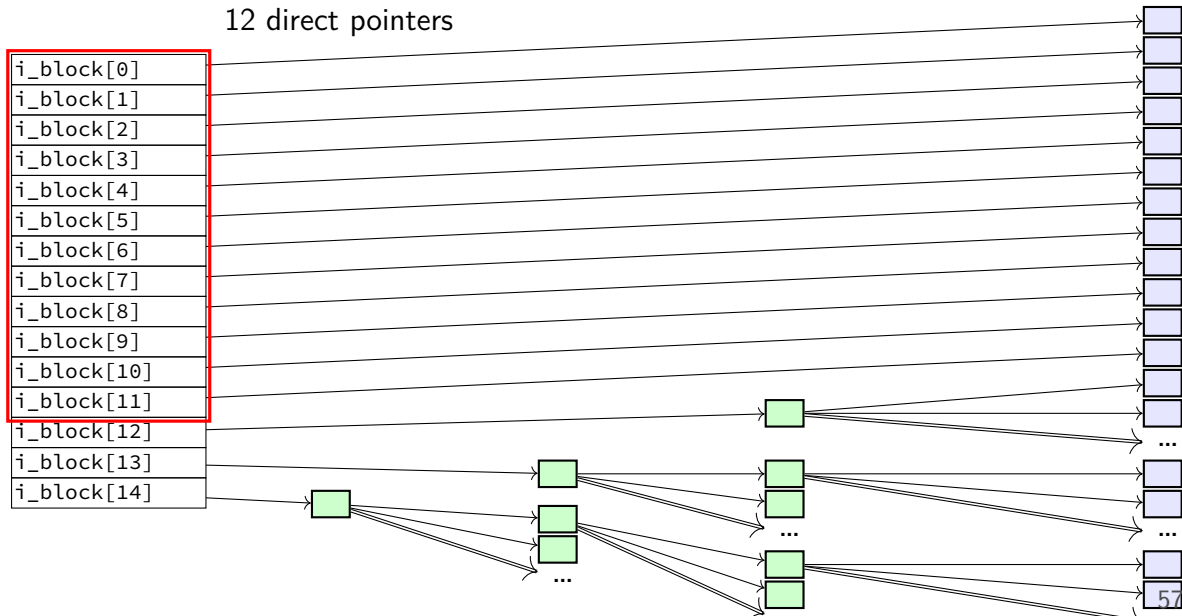 12 direct pointers
i_block[0]
i_block[1]
i_block[2]
i_block[3]
i_block[4]
i_block[5]
i_block[6]
i_block[7]
i_block[8]
i_block[9]
i_block[10]
i_block[11]
i_block[12]
i_block[13]
i_block[14]
...
...
...
...
57